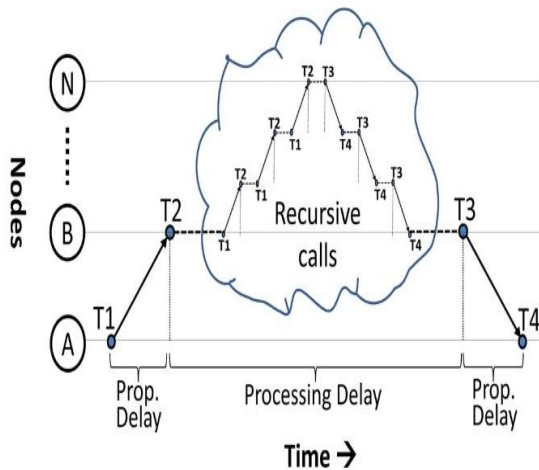 T2 T3
N
T2 T3
T1 T4
T2 T3
T1 T4
T2 Recursive T3
B T1 calls T4
T1 T4
A
Prop. Delay
Processing Delay
Prop. Delay
Time →
Nodes